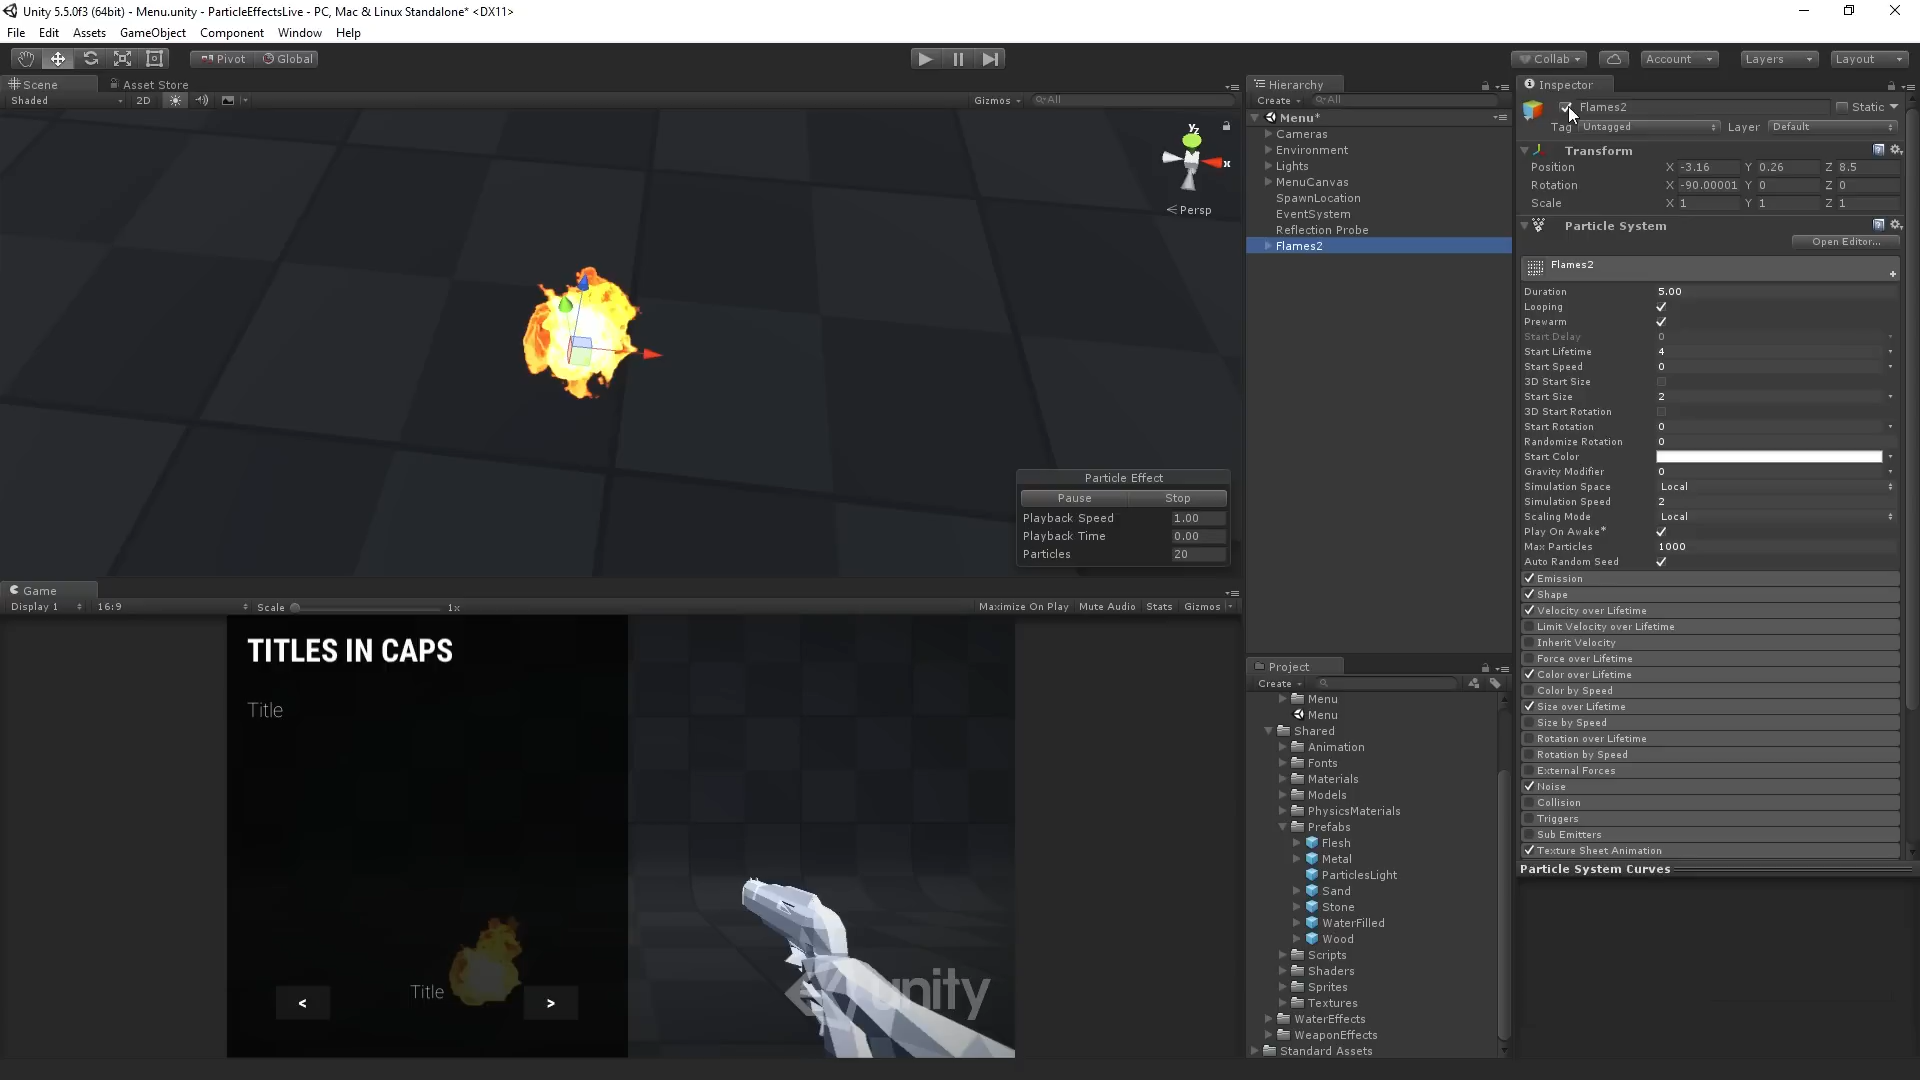 Unity 5.5.0f3 (64bit) - Menu.unity - ParticleEffectsLive - PC, Mac & Linux Standalone* <DX11>
File Edit Assets GameObject Component Window Help
Pivot Global
Collab Account Layers Layout
Scene Asset Store
Shaded 2D Gizmos All
Y Z X
Persp
Particle Effect
Pause Stop
Playback Speed 1.00
Playback Time 0.00
Particles 20
Game
Display 1 16:9 Scale 1x Maximize On Play Mute Audio Stats Gizmos
TITLES IN CAPS
Title
Title
< >
unity
Hierarchy
Create All
Menu*
Cameras
Environment
Lights
MenuCanvas
SpawnLocation
EventSystem
Reflection Probe
Flames2
Project
Create
Menu
Menu
Shared
Animation
Fonts
Materials
Models
PhysicsMaterials
Prefabs
Flesh
Metal
ParticlesLight
Sand
Stone
WaterFilled
Wood
Scripts
Shaders
Sprites
Textures
WaterEffects
WeaponEffects
Standard Assets
Inspector
Flames2 Static
Tag Untagged Layer Default
Transform
Position X -3.16 Y 0.26 Z 8.5
Rotation X -90.00001 Y 0 Z 0
Scale X 1 Y 1 Z 1
Particle System
Open Editor...
Flames2
Duration 5.00
Looping
Prewarm
Start Delay 0
Start Lifetime 4
Start Speed 0
3D Start Size
Start Size 2
3D Start Rotation
Start Rotation 0
Randomize Rotation 0
Start Color
Gravity Modifier 0
Simulation Space Local
Simulation Speed 2
Scaling Mode Local
Play On Awake*
Max Particles 1000
Auto Random Seed
Emission
Shape
Velocity over Lifetime
Limit Velocity over Lifetime
Inherit Velocity
Force over Lifetime
Color over Lifetime
Color by Speed
Size over Lifetime
Size by Speed
Rotation over Lifetime
Rotation by Speed
External Forces
Noise
Collision
Triggers
Sub Emitters
Texture Sheet Animation
Particle System Curves